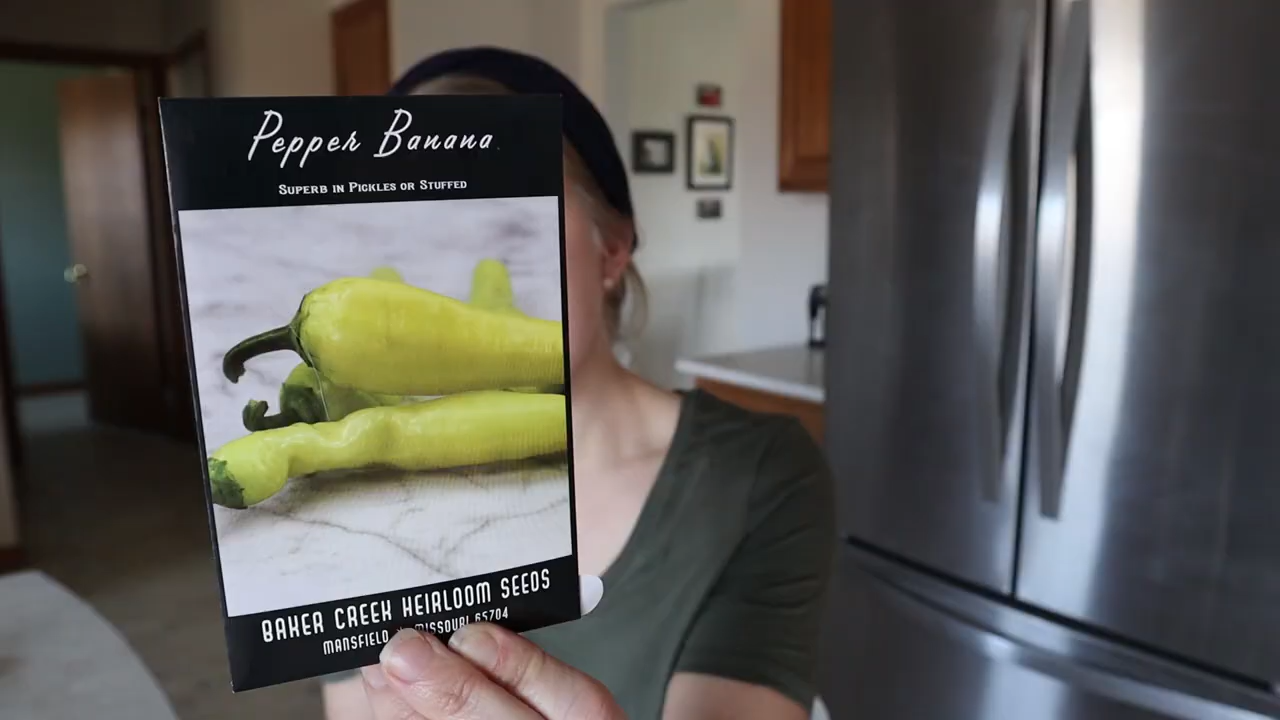 Pepper Banana
Superb in Pickles or Stuffed
BAKER CREEK HEIRLOOM SEEDS
MANSFIELD MISSOURI 65704